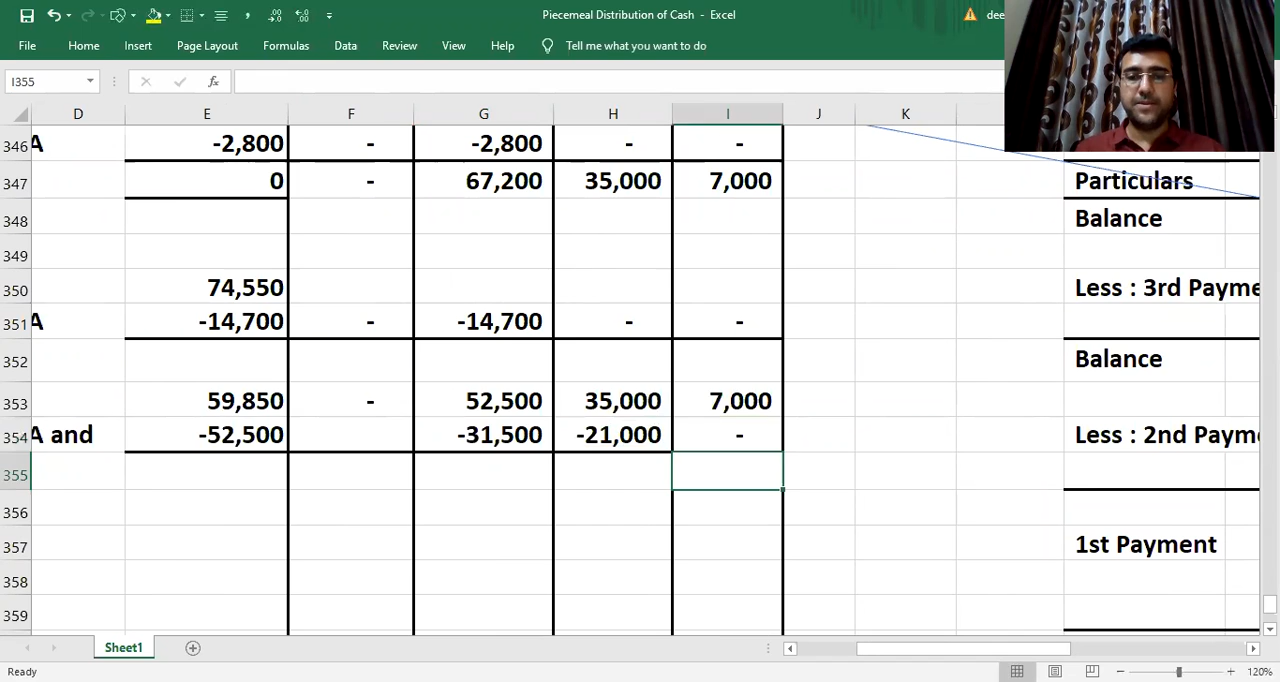 Piecemeal Distribution of Cash - Excel
dee
File Home Insert Page Layout Formulas Data Review View Help Tell me what you want to do
I355 fx
D E F G H I J K
346 A -2,800 - -2,800 - -
347 0 - 67,200 35,000 7,000 Particulars
348 Balance
349
350 74,550 Less : 3rd Payme
351 A -14,700 - -14,700 - -
352 Balance
353 59,850 - 52,500 35,000 7,000
354 A and -52,500 -31,500 -21,000 - Less : 2nd Payme
355
356
357 1st Payment
358
359
Sheet1
Ready 120%